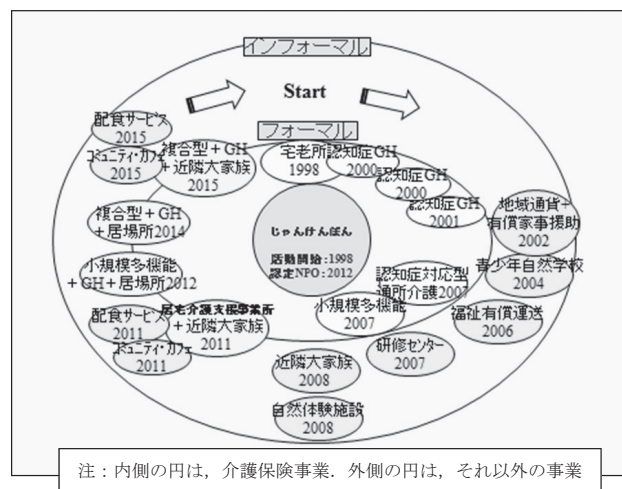 インフォーマル
Start
フォーマル
宅老所
1998
認知症GH
2000
認知症GH
2000
認知症GH
2001
地域通貨+
有償家事援助
2002
青少年自然学校
2004
福祉有償運送
2006
認知症対応型
通所介護2007
小規模多機能
2007
研修センター
2007
近隣大家族
2008
自然体験施設
2008
居宅介護支援事業所
+近隣大家族
2011
配食サービス
2011
コミュニティ・カフェ
2011
小規模多機能
+GH+居場所2012
複合型+GH
+居場所2014
複合型+GH
+近隣大家族
2015
配食サービス
2015
コミュニティ・カフェ
2015
じゃんけんぽん
活動開始:1998
認定NPO:2012
注:内側の円は,介護保険事業.外側の円は,それ以外の事業